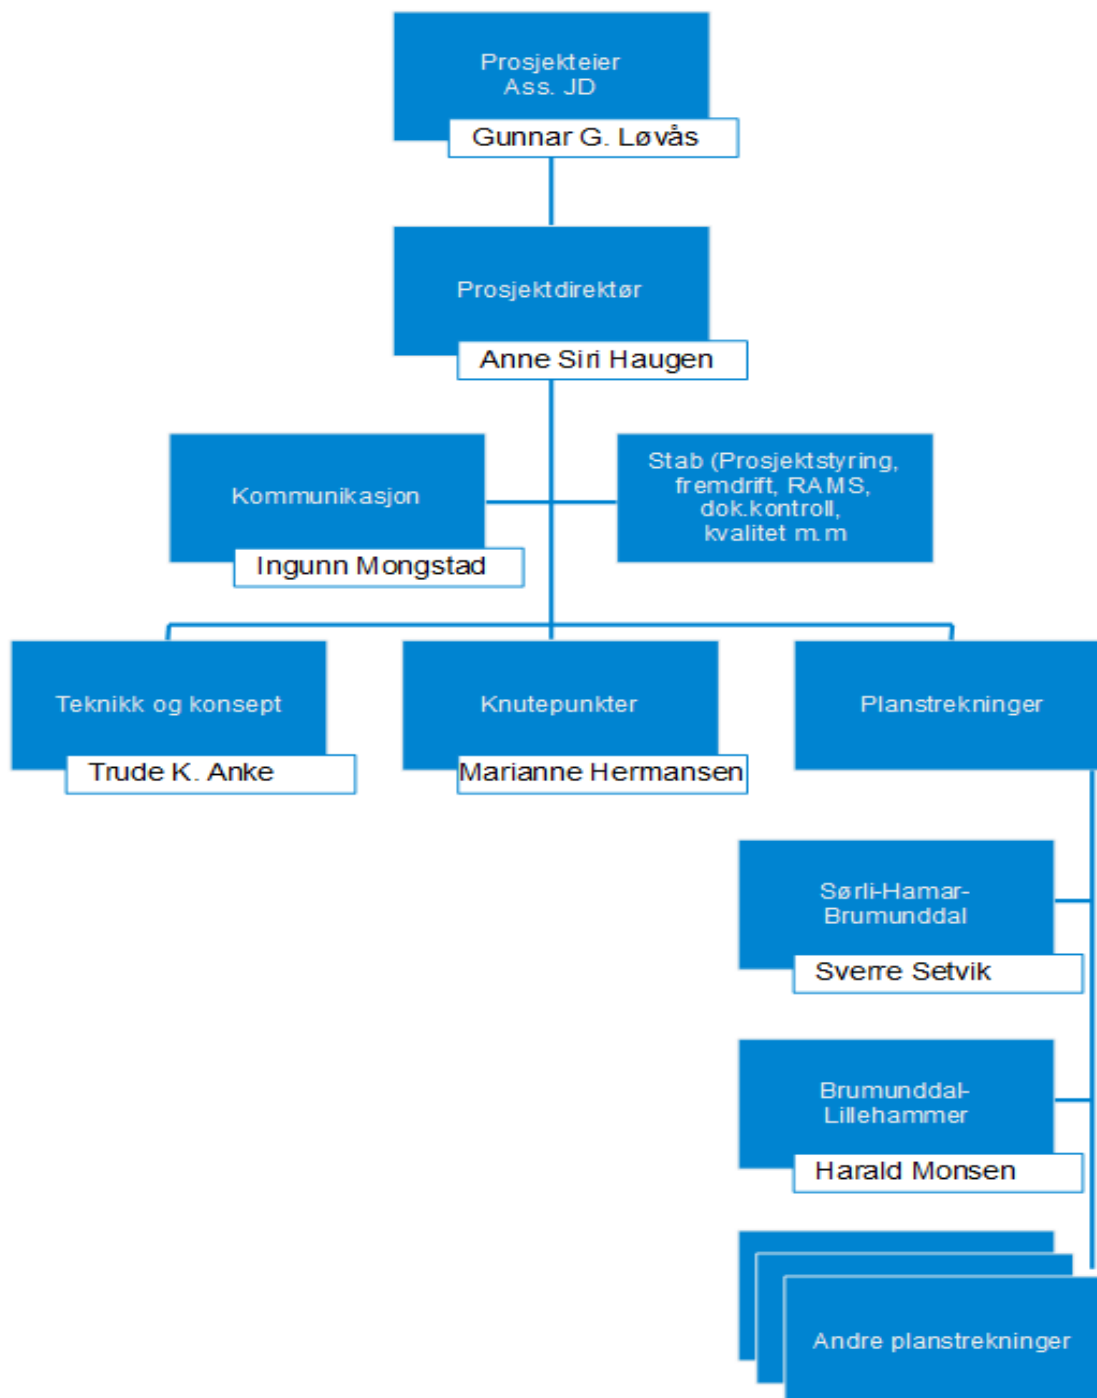 Prosjekteier
Ass. JD
Gunnar G. Løvås
Prosjektdirektør
Anne Siri Haugen
Kommunikasjon
Ingunn Mongstad
Stab (Prosjektstyring,
fremdrift, RAMS,
dok.kontroll,
kvalitet m.m
Teknikk og konsept
Trude K. Anke
Knutepunkter
Marianne Hermansen
Planstrekninger
Sørli-Hamar-
Brumunddal
Sverre Setvik
Brumunddal-
Lillehammer
Harald Monsen
Andre planstrekninger